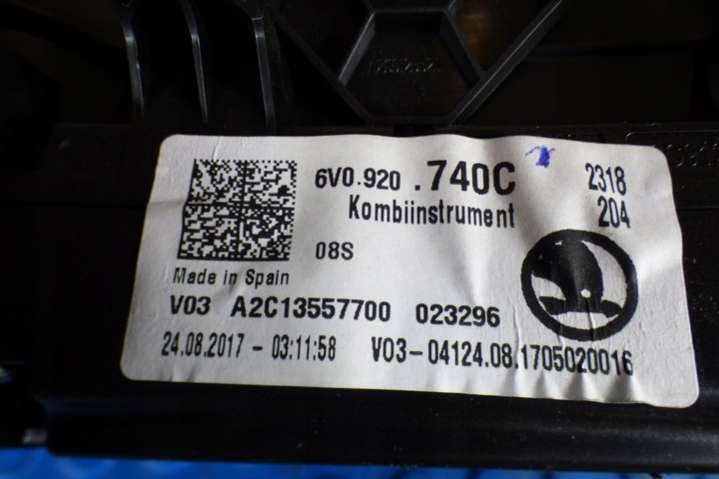 6V0.920 .740C 2318
Kombiinstrument 204
08S
Made in Spain
V03 A2C13557700 023296
24.08.2017 - 03:11:58 V03-04124.08.1705020016